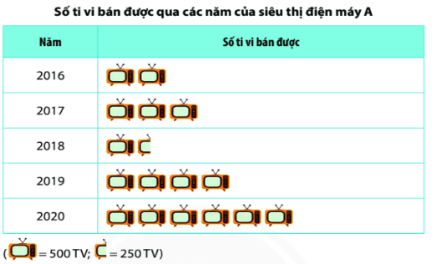 Số ti vi bán được qua các năm của siêu thị điện máy A
Năm Số ti vi bán được
2016
2017
2018
2019
2020
( = 500 TV; = 250 TV)